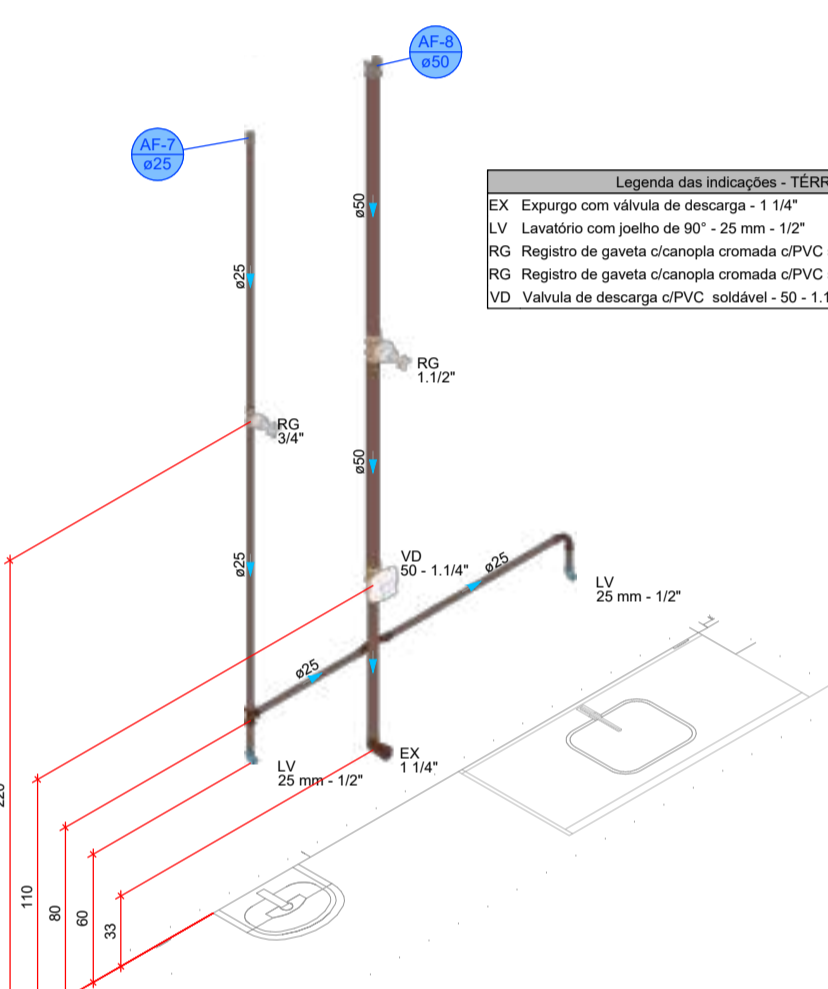 AF-8
ø50
AF-7
ø25
Legenda das indicações - TÉRR
EX Expurgo com válvula de descarga - 1 1/4"
LV Lavatório com joelho de 90° - 25 mm - 1/2"
RG Registro de gaveta c/canopla cromada c/PVC
RG Registro de gaveta c/canopla cromada c/PVC
VD Valvula de descarga c/PVC soldável - 50 - 1.1
ø50
ø25
RG
1.1/2"
RG
3/4"
ø50
ø25
VD
50 - 1.1/4"
ø25
LV
25 mm - 1/2"
ø25
EX
1 1/4"
LV
25 mm - 1/2"
110
80
60
33